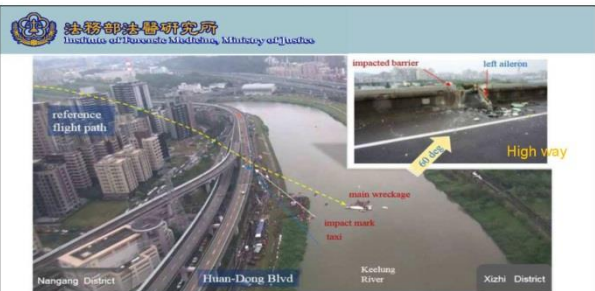 法務部法醫研究所
Institute of Forensic Medicine, Ministry of Justice
impacted barrier
left aileron
reference
flight path
High way
60 deg
main wreckage
impact mark
taxi
Nangang District
Huan-Dong Blvd
Keelung
River
Xizhi District